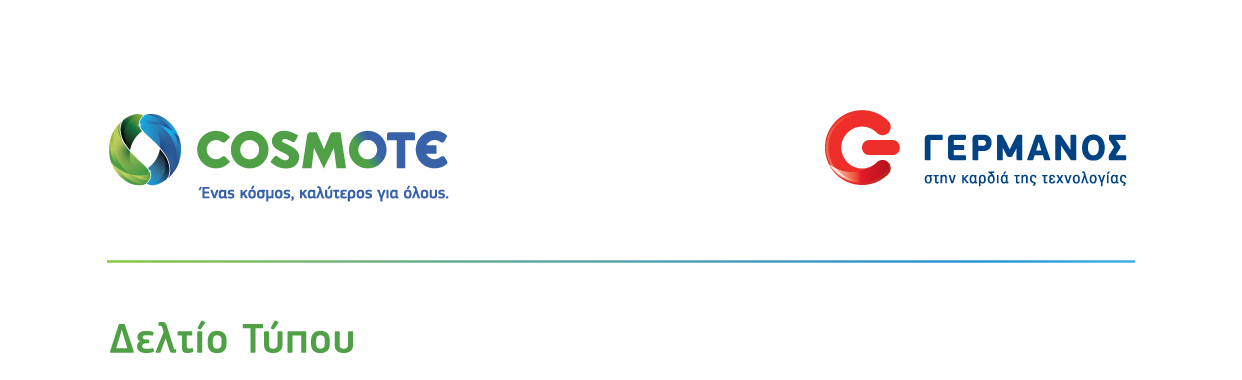 COSMOTE
Ένας κόσμος, καλύτερος για όλους.
ΓΕΡΜΑΝΟΣ
στην καρδιά της τεχνολογίας
Δελτίο Τύπου